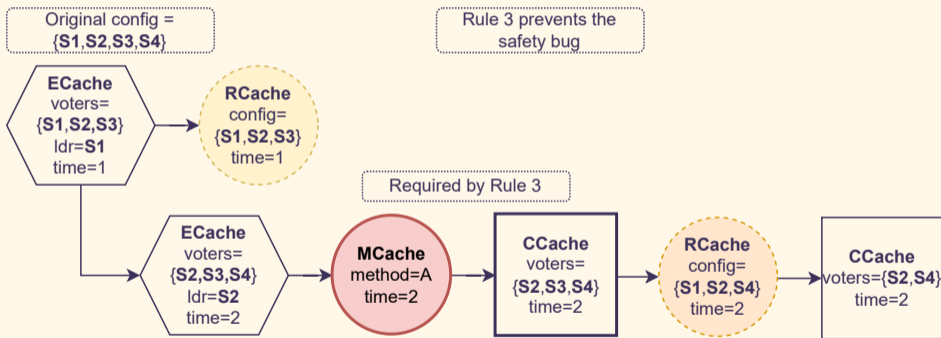 Original config =
{S1,S2,S3,S4}
Rule 3 prevents the
safety bug
ECache
voters=
{S1,S2,S3}
ldr=S1
time=1
RCache
config=
{S1,S2,S3}
time=1
Required by Rule 3
ECache
voters=
{S2,S3,S4}
ldr=S2
time=2
MCache
method=A
time=2
CCache
voters=
{S2,S3,S4}
time=2
RCache
config=
{S1,S2,S4}
time=2
CCache
voters={S2,S4}
time=2